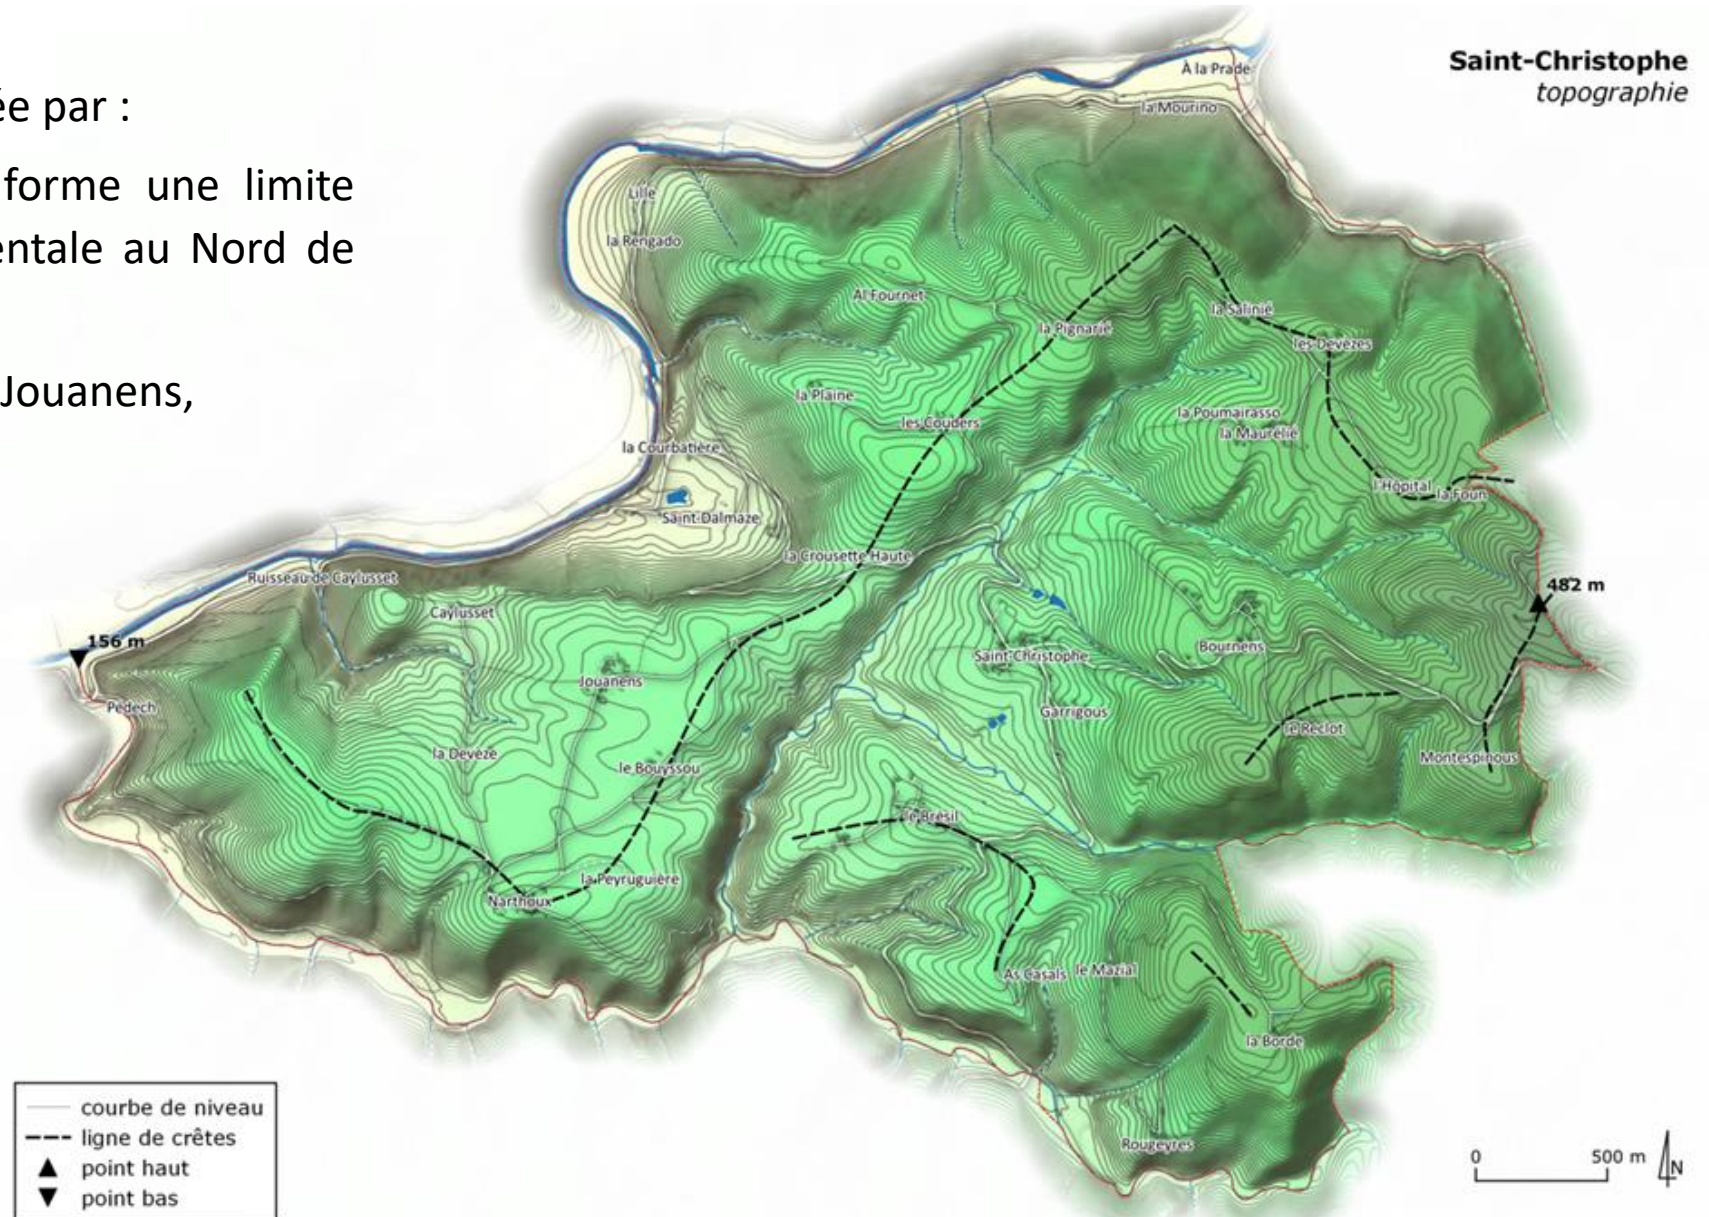 ée par :
forme une limite
entale au Nord de
Jouanens,
Saint-Christophe
topographie
À la Prade
la Mourino
Lille
la Rengado
Al Fournet
la Pignarié
la Salinié
les Devèzes
la Plaine
les Couders
la Poumairasso
la Maurélié
la Courbatière
l'Hôpital
la Foun
Saint-Dalmaze
la Crousette Haute
Ruisseau de Caylusset
Caylusset
482 m
156 m
Saint-Christophe
Bournens
Jouanens
Pedech
Garrigous
le Réclot
la Devèze
le Bouyssou
Montespinous
le Brésil
la Peyruguière
Narthoux
As Casals
le Mazial
la Borde
Rougeyres
courbe de niveau
ligne de crêtes
point haut
point bas
0 500 m N